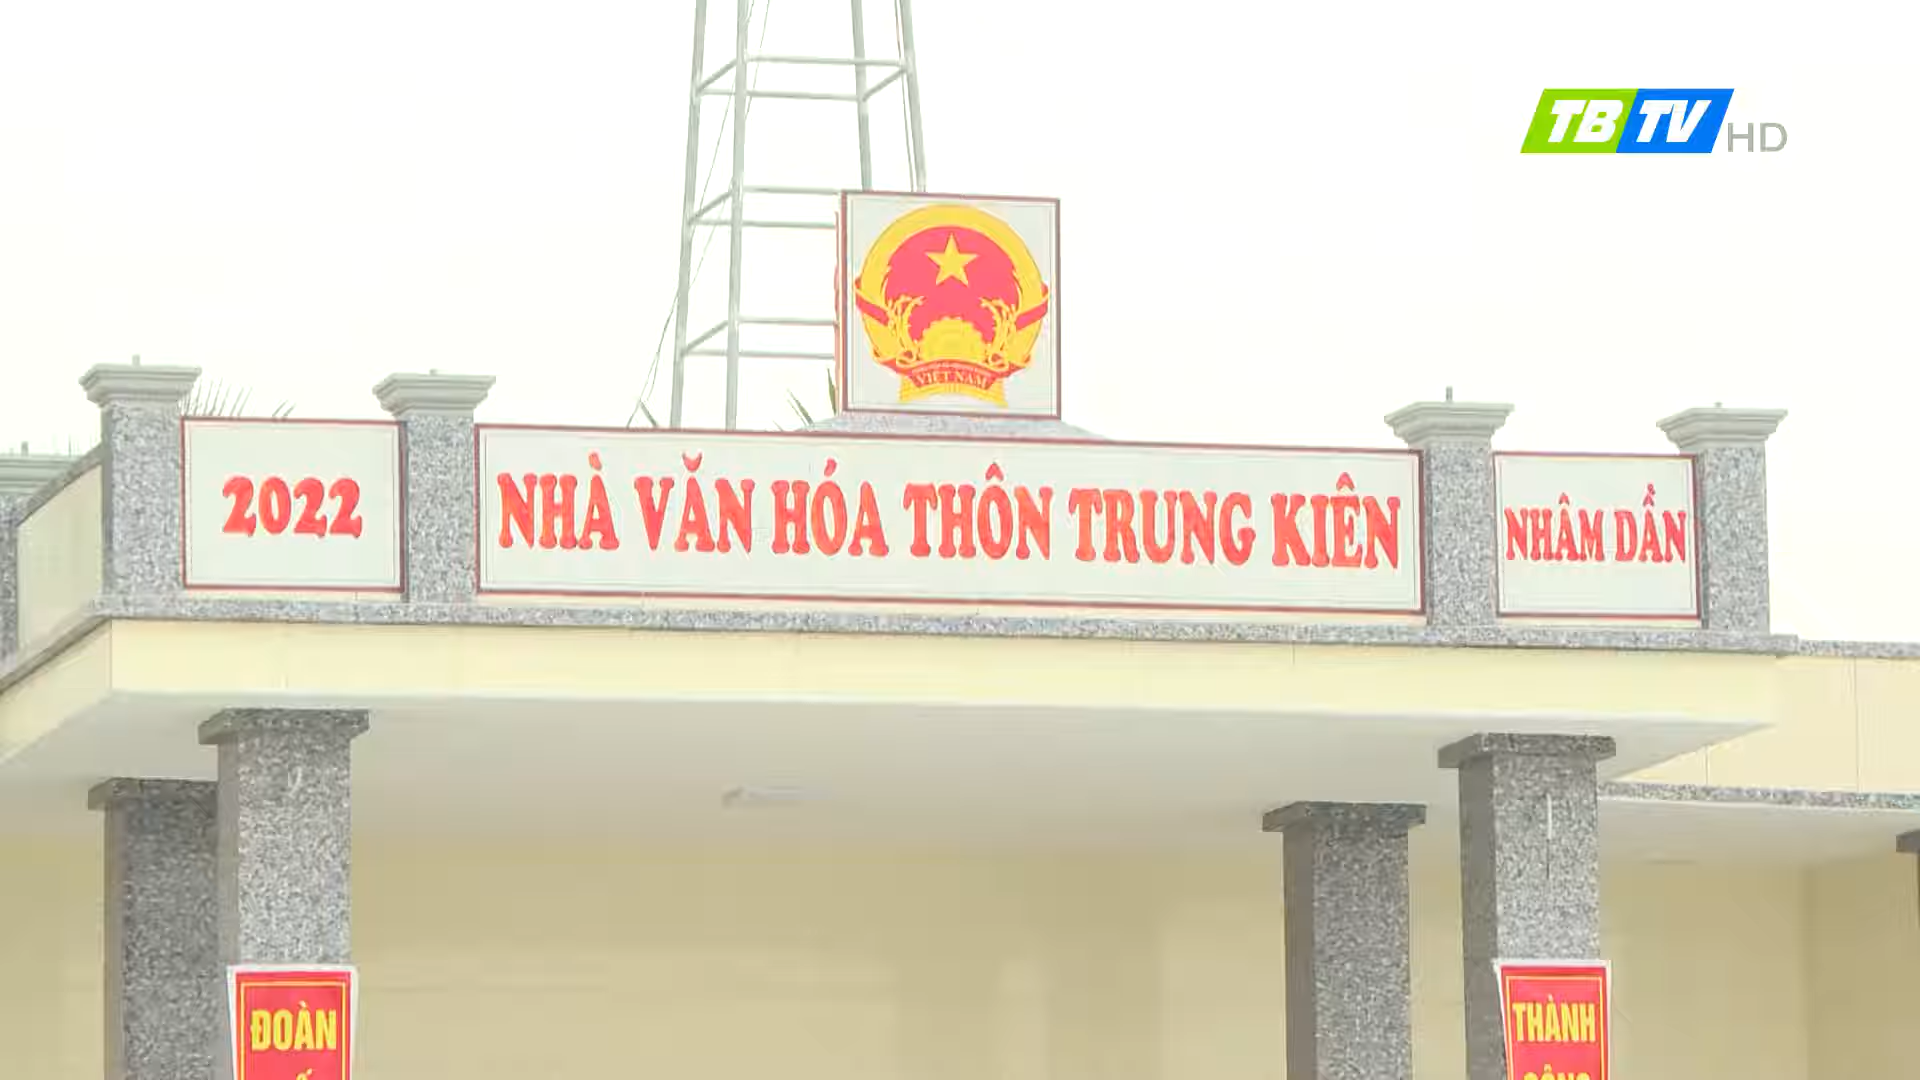 TBTV HD
VIỆT NAM
2022
NHÀ VĂN HÓA THÔN TRUNG KIÊN
NHÂM DẦN
ĐOÀN
THÀNH